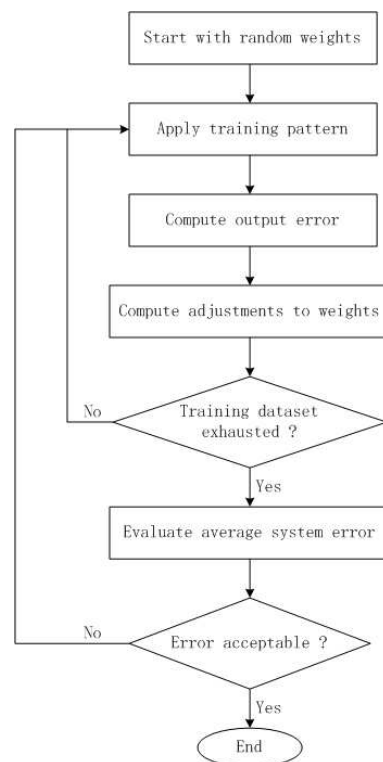 Start with random weights
Apply training pattern
Compute output error
Compute adjustments to weights
No
Training dataset
exhausted ?
Yes
Evaluate average system error
No
Error acceptable ?
Yes
End